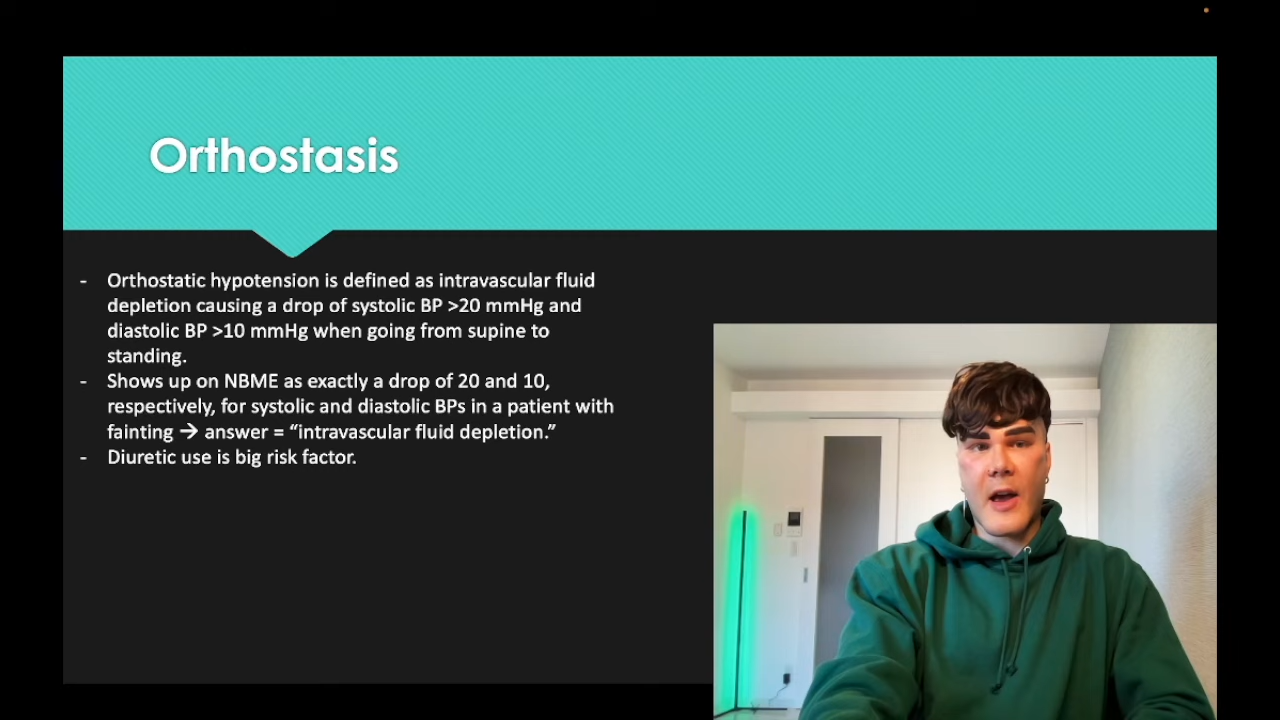 Orthostasis
- Orthostatic hypotension is defined as intravascular fluid
depletion causing a drop of systolic BP >20 mmHg and
diastolic BP >10 mmHg when going from supine to
standing.
- Shows up on NBME as exactly a drop of 20 and 10,
respectively, for systolic and diastolic BPs in a patient with
fainting → answer = “intravascular fluid depletion.”
- Diuretic use is big risk factor.